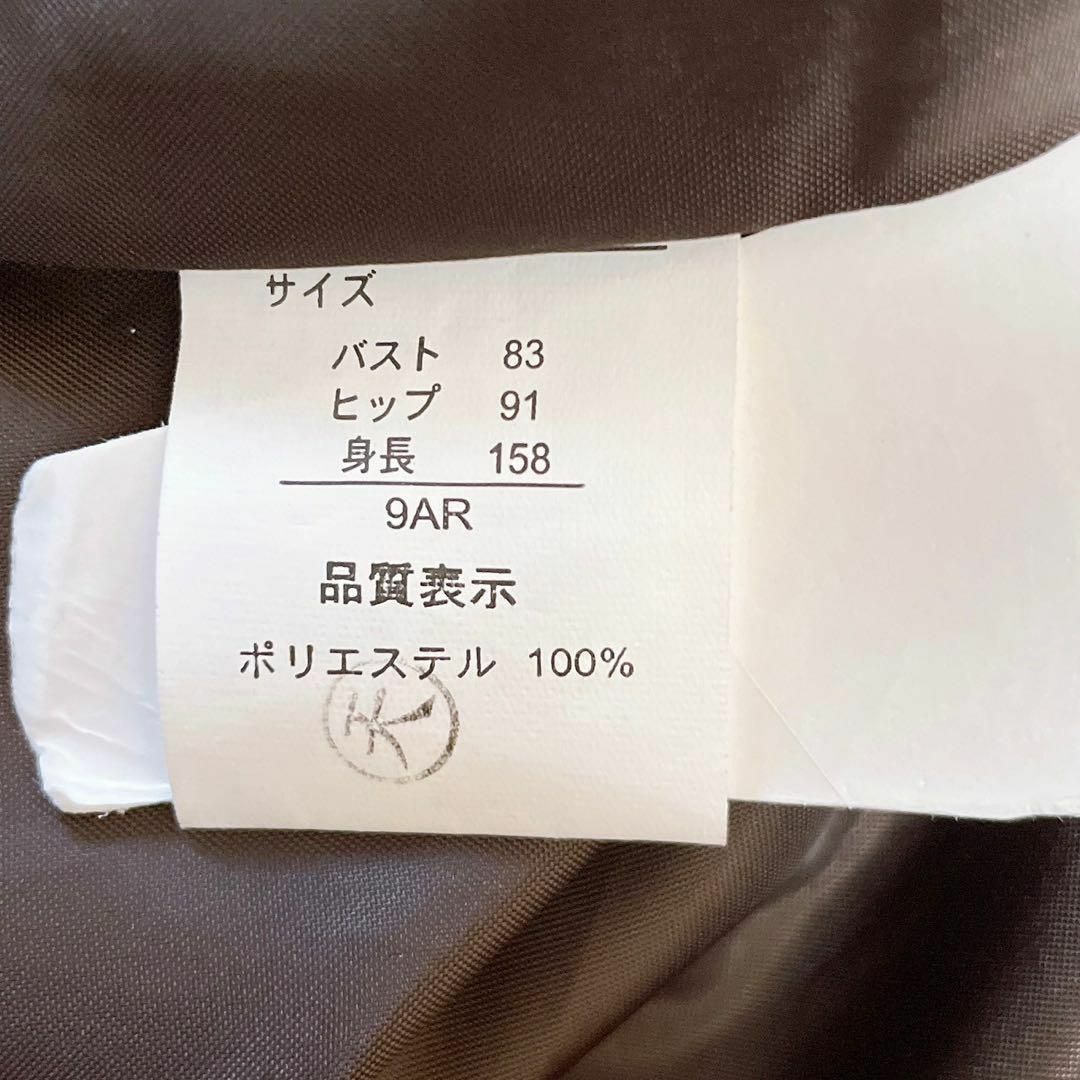 サイズ
バスト 83
ヒップ 91
身長 158
9AR
品質表示
ポリエステル 100%
天